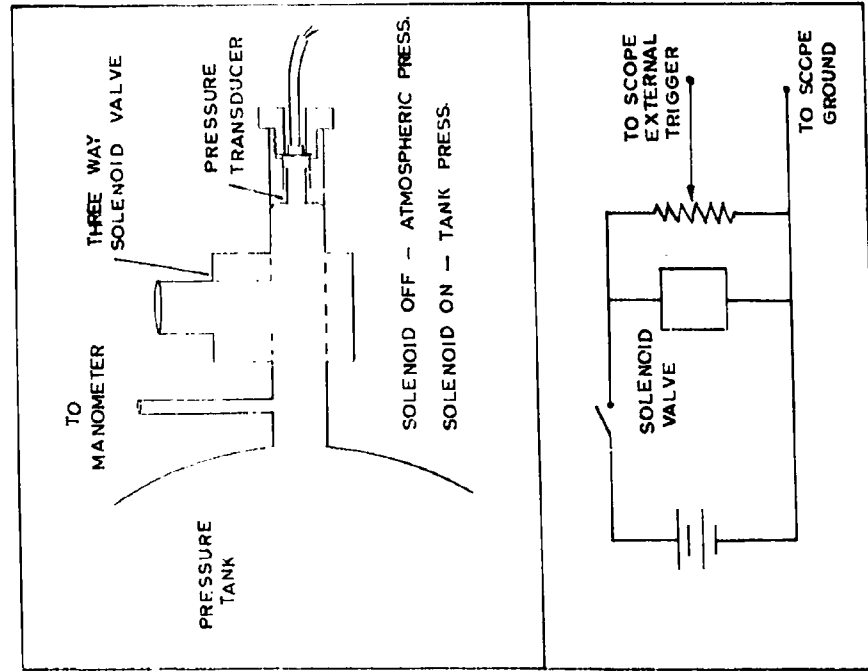 PRESSURE
TANK
TO
MANOMETER
THREE WAY
SOLENOID VALVE
PRESSURE
TRANSDUCER
SOLENOID OFF – ATMOSPHERIC PRESS.
SOLENOID ON – TANK PRESS.
SOLENOID
VALVE
TO SCOPE
EXTERNAL
TRIGGER
TO SCOPE
GROUND